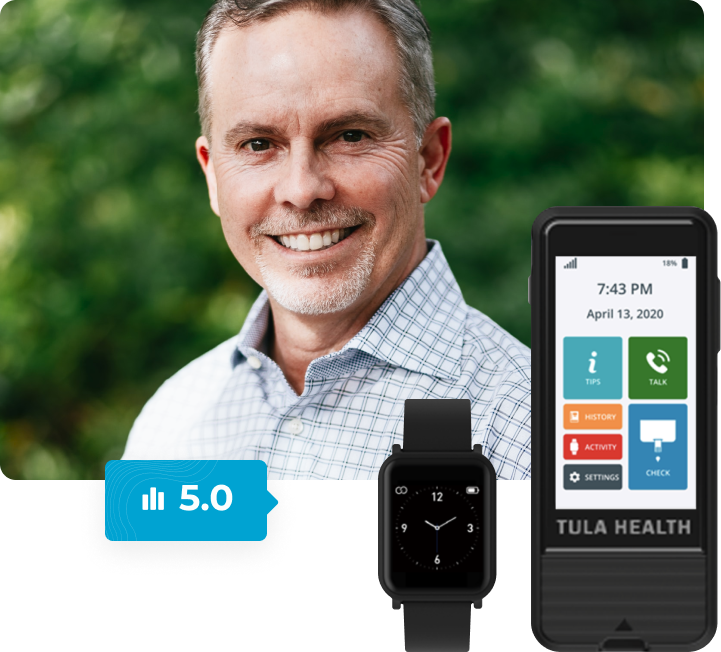 18%
7:43 PM
April 13, 2020
TIPS
TALK
HISTORY
ACTIVITY
CHECK
SETTINGS
TULA HEALTH
5.0
12
9
3
6